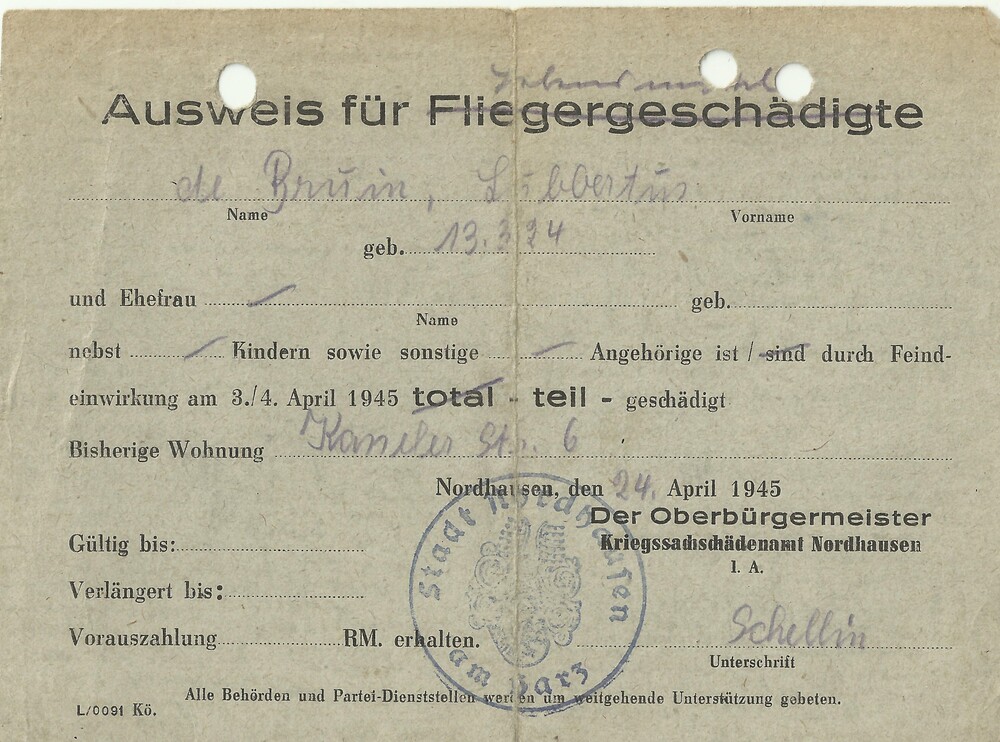 Ausweis für Fliegergeschädigte
de Bruin, Lubbertus
Name Vorname
geb. 13.3.24
und Ehefrau geb.
Name
nebst Kindern sowie sonstige Angehörige ist / sind durch Feind-
einwirkung am 3./4. April 1945 total - teil - geschädigt
Bisherige Wohnung Str. 6
Nordhausen, den 24. April 1945
Der Oberbürgermeister
Kriegssachschädenamt Nordhausen
I. A.
Gültig bis:
Verlängert bis:
Vorauszahlung RM. erhalten.
Schellin
Unterschrift
Stadt Nordhausen am Harz
Alle Behörden und Partei-Dienststellen werden um weitgehende Unterstützung gebeten.
L/0091 Kö.